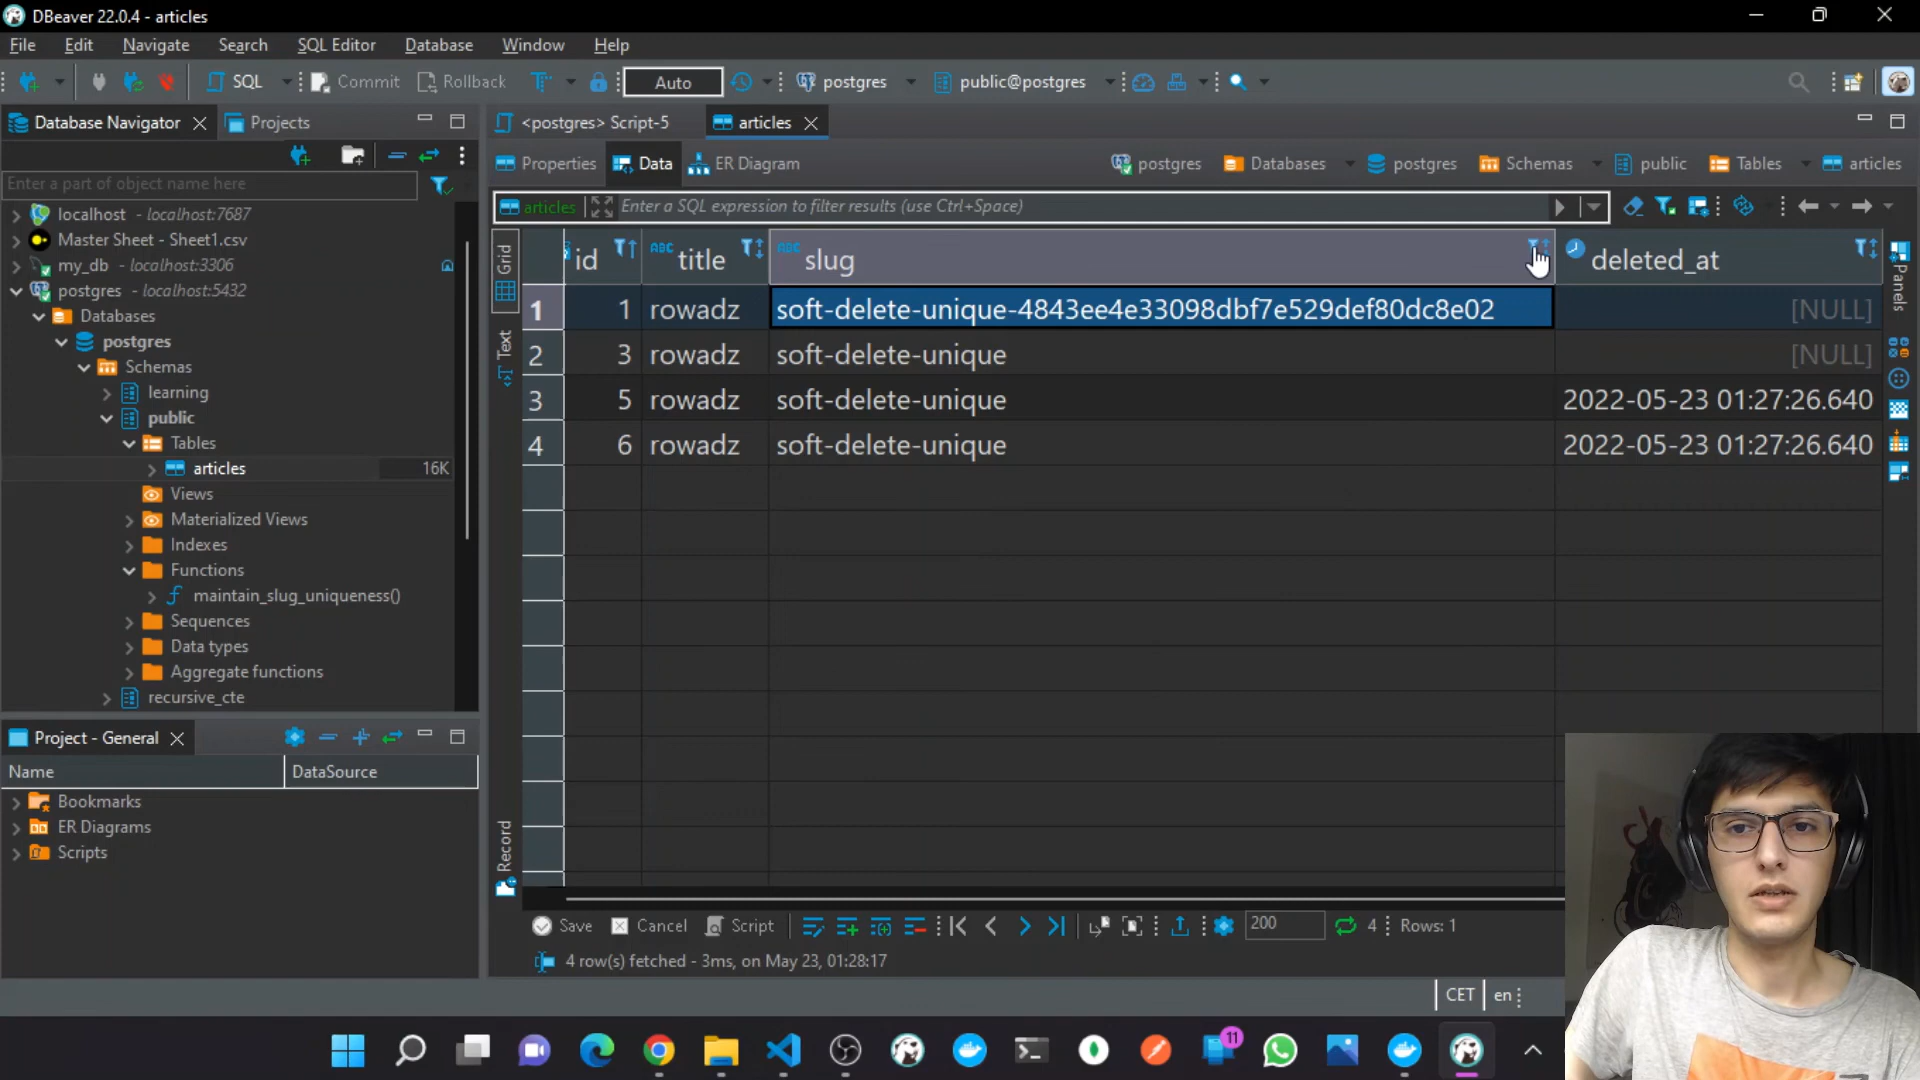 DBeaver 22.0.4 - articles
File Edit Navigate Search SQL Editor Database Window Help
SQL Commit Rollback Auto postgres public@postgres
Database Navigator Projects
<postgres> Script-5 articles
Enter a part of object name here
Properties Data ER Diagram
postgres Databases postgres Schemas public Tables articles
articles Enter a SQL expression to filter results (use Ctrl+Space)
localhost - localhost:7687
Master Sheet - Sheet1.csv
my_db - localhost:3306
postgres - localhost:5432
Databases
postgres
Schemas
learning
public
Tables
articles 16K
Views
Materialized Views
Indexes
Functions
maintain_slug_uniqueness()
Sequences
Data types
Aggregate functions
recursive_cte
Grid
Text
Record
Panels
id ABC title ABC slug deleted_at
1 1 rowadz soft-delete-unique-4843ee4e33098dbf7e529def80dc8e02 [NULL]
2 3 rowadz soft-delete-unique [NULL]
3 5 rowadz soft-delete-unique 2022-05-23 01:27:26.640
4 6 rowadz soft-delete-unique 2022-05-23 01:27:26.640
Project - General
Name DataSource
Bookmarks
ER Diagrams
Scripts
Save Cancel Script 200 4 Rows: 1
4 row(s) fetched - 3ms, on May 23, 01:28:17
CET en
11